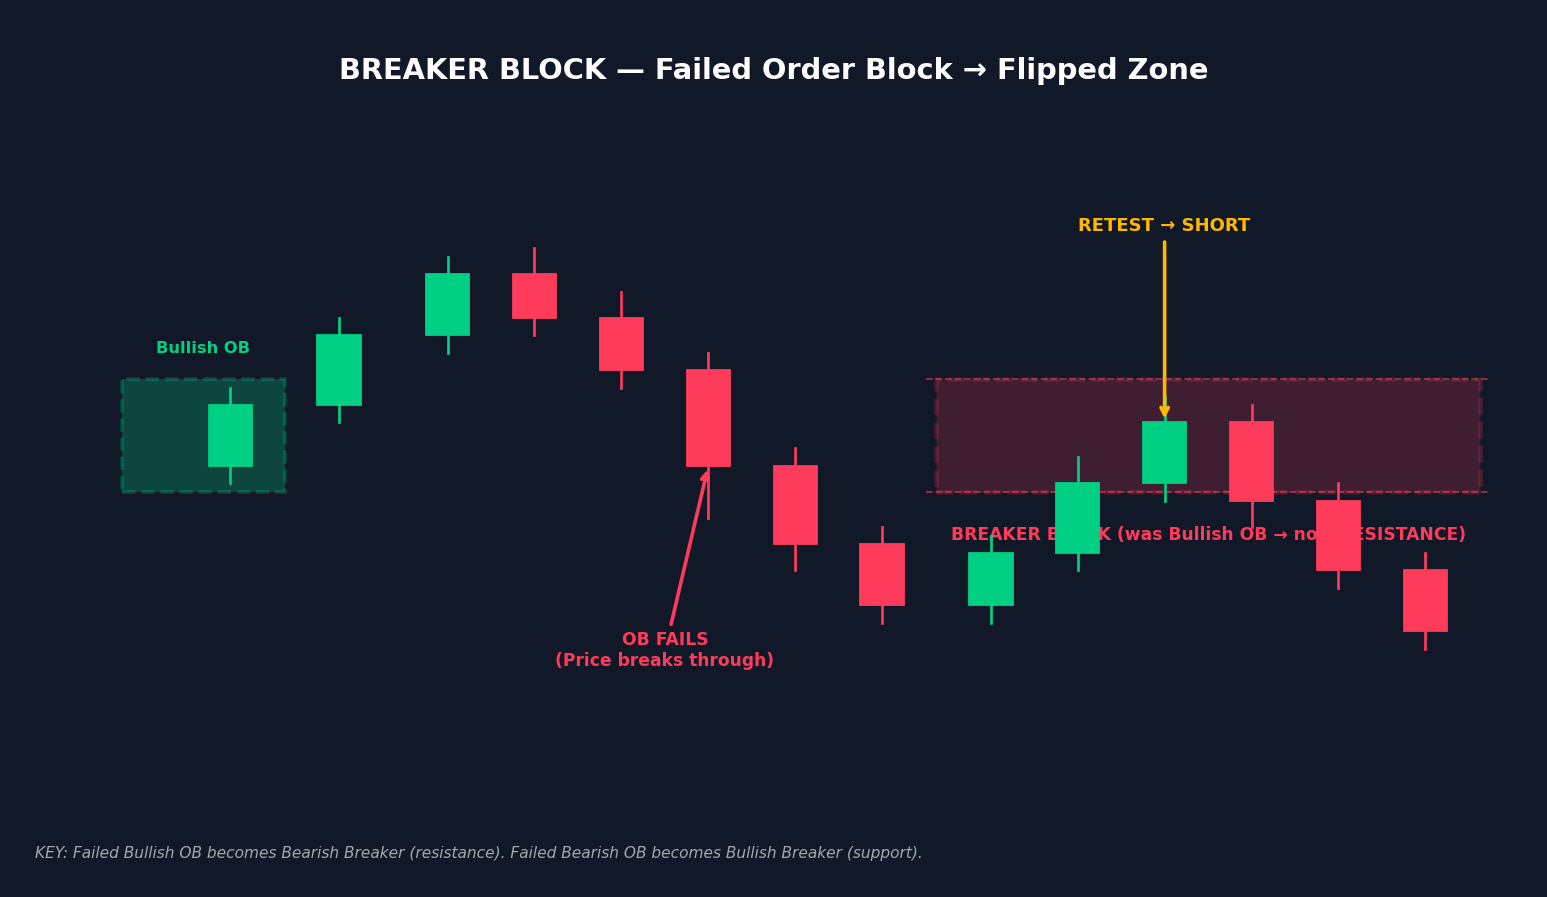 BREAKER BLOCK — Failed Order Block → Flipped Zone
RETEST → SHORT
Bullish OB
BREAKER B K (was Bullish OB → no ESISTANCE)
OB FAILS
(Price breaks through)
KEY: Failed Bullish OB becomes Bearish Breaker (resistance). Failed Bearish OB becomes Bullish Breaker (support).